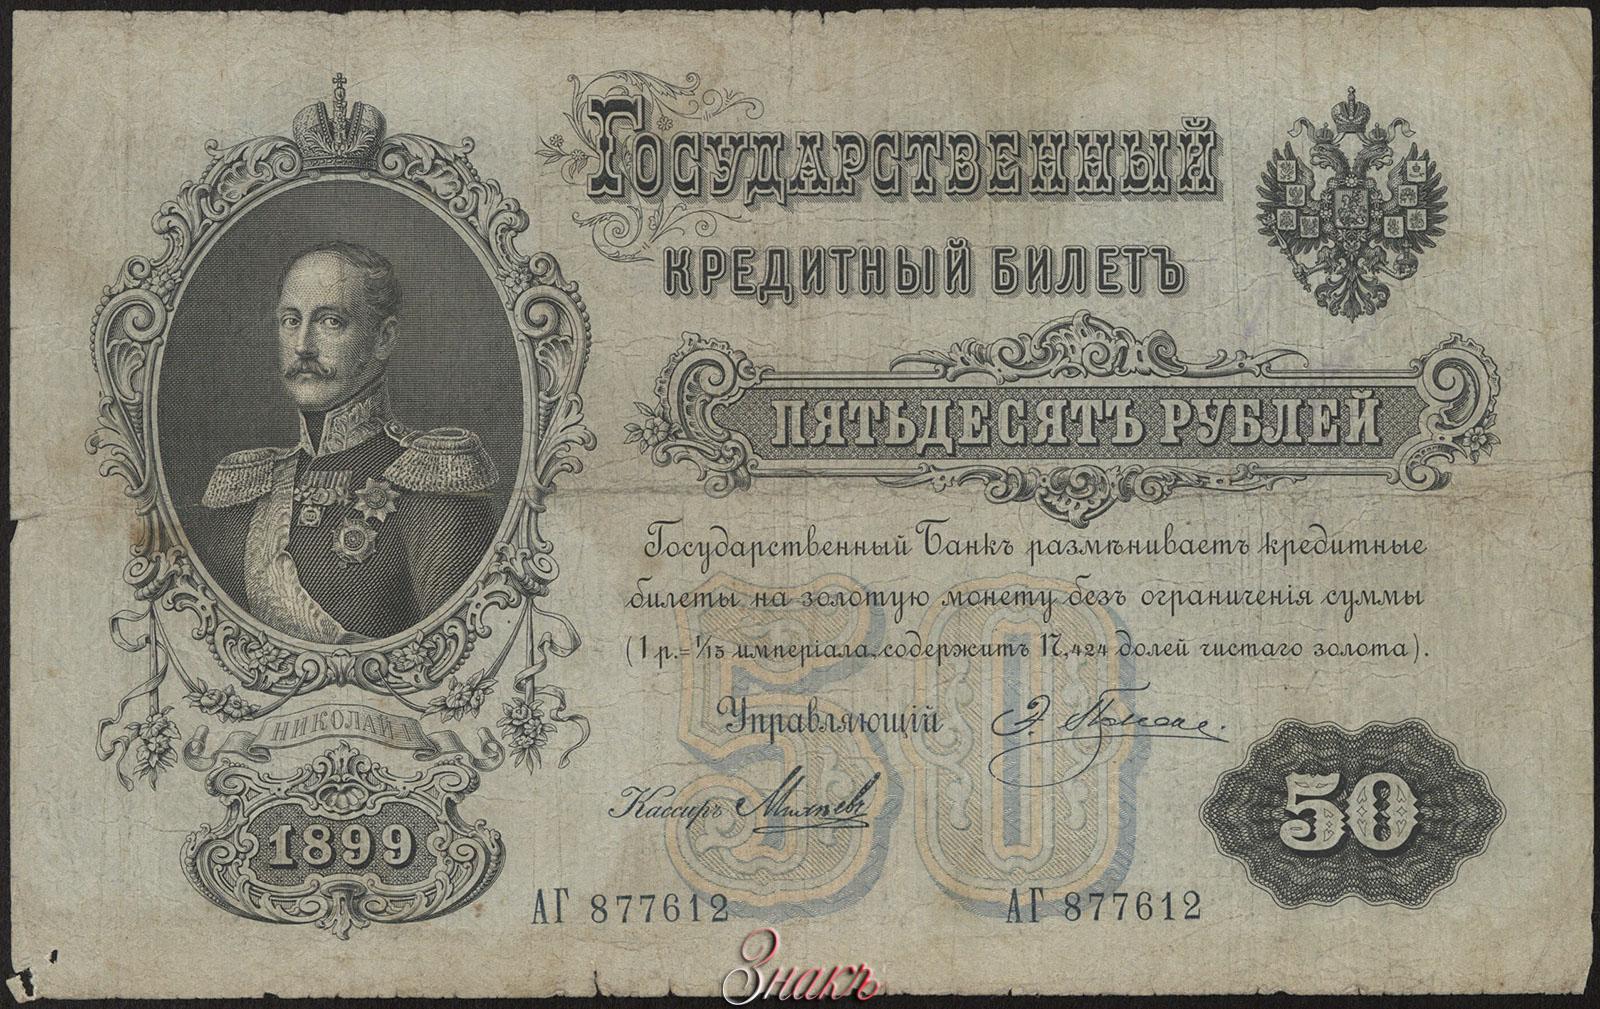 Государственный
кредитный билетъ
пятьдесятъ рублей
Государственный Банкъ размѣниваетъ кредитные
билеты на золотую монету безъ ограниченія суммы
(1 р.=1/15 имперіала, содержитъ 17,424 долей чистаго золота).
Управляющій
Кассиръ
НИКОЛАЙ I
1899
50
50
АГ 877612
АГ 877612
Знакъ